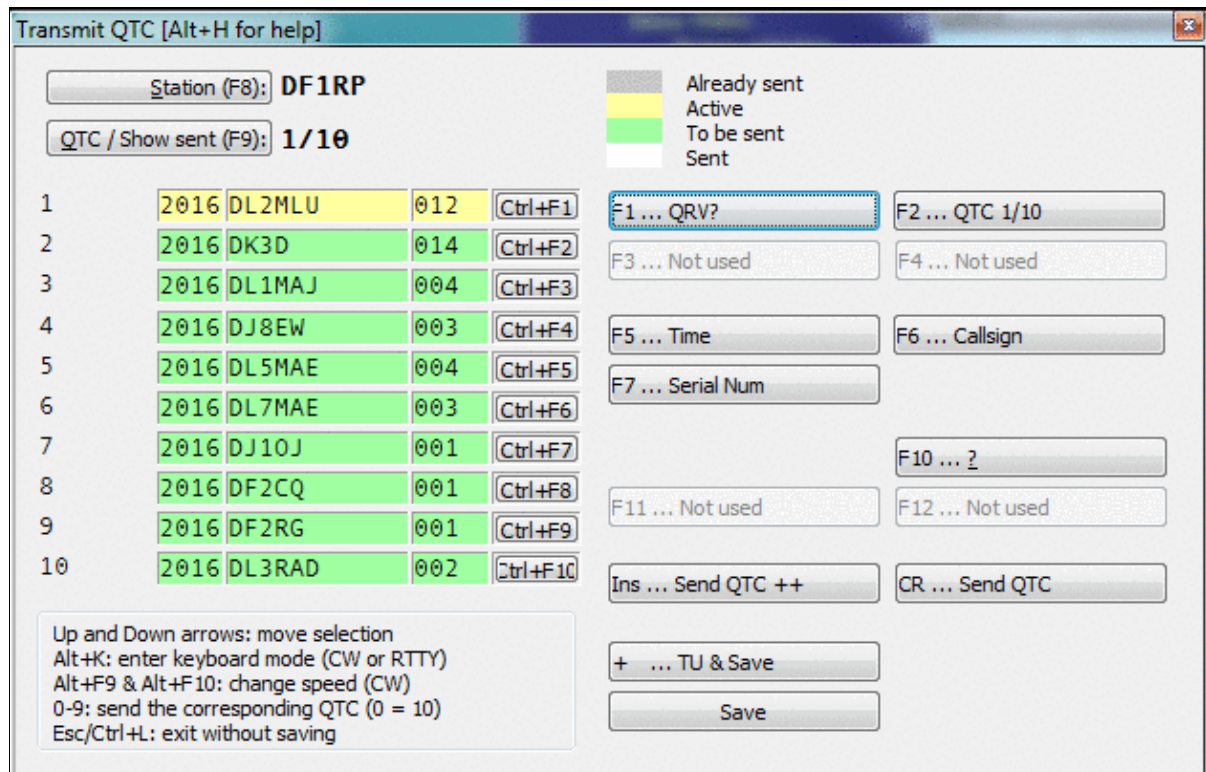 Transmit QTC [Alt+H for help]
Station (F8): DF1RP
QTC / Show sent (F9): 1/10
Already sent
Active
To be sent
Sent
1 2016 DL2MLU 012 Ctrl+F1
2 2016 DK3D 014 Ctrl+F2
3 2016 DL1MAJ 004 Ctrl+F3
4 2016 DJ8EW 003 Ctrl+F4
5 2016 DL5MAE 004 Ctrl+F5
6 2016 DL7MAE 003 Ctrl+F6
7 2016 DJ1OJ 001 Ctrl+F7
8 2016 DF2CQ 001 Ctrl+F8
9 2016 DF2RG 001 Ctrl+F9
10 2016 DL3RAD 002 Ctrl+F10
F1 ... QRV? F2 ... QTC 1/10
F3 ... Not used F4 ... Not used
F5 ... Time F6 ... Callsign
F7 ... Serial Num
F10 ... ?
F11 ... Not used F12 ... Not used
Ins ... Send QTC ++ CR ... Send QTC
+ ... TU & Save
Save
Up and Down arrows: move selection
Alt+K: enter keyboard mode (CW or RTTY)
Alt+F9 & Alt+F10: change speed (CW)
0-9: send the corresponding QTC (0 = 10)
Esc/Ctrl+L: exit without saving